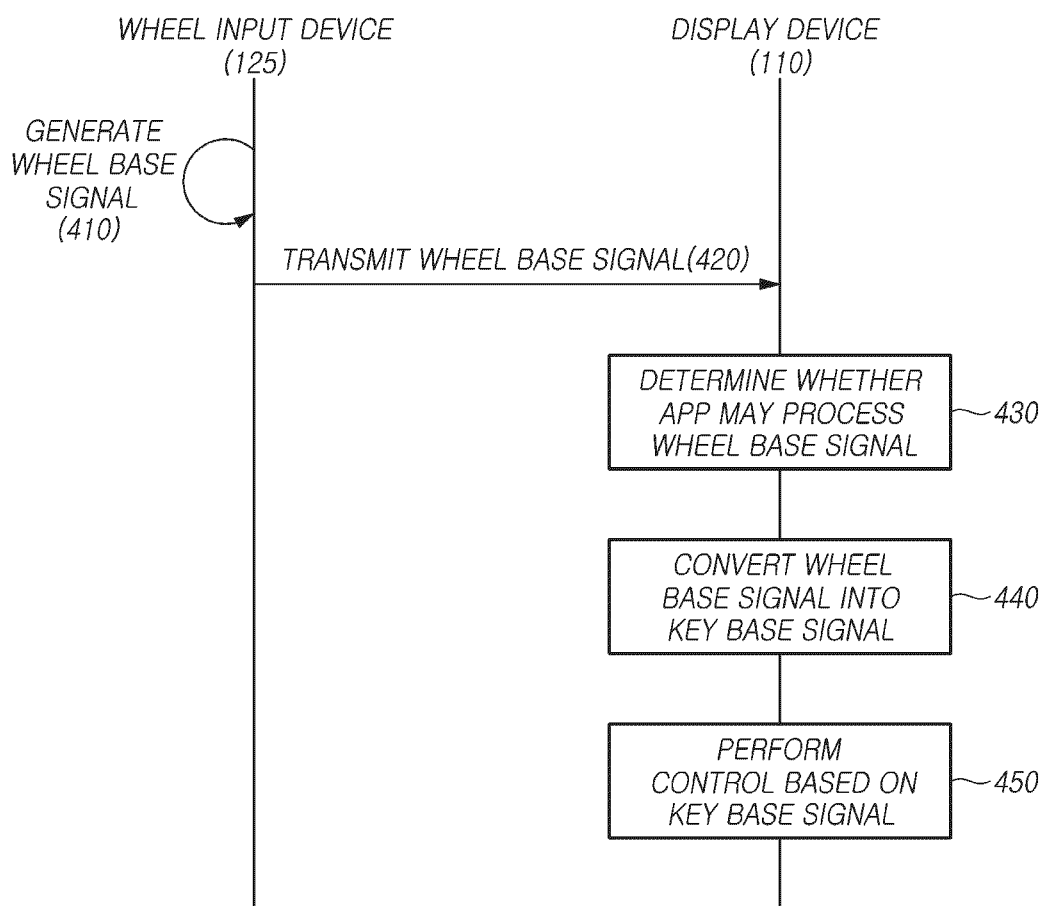 WHEEL INPUT DEVICE
(125)
DISPLAY DEVICE
(110)
GENERATE
WHEEL BASE
SIGNAL
(410)
TRANSMIT WHEEL BASE SIGNAL(420)
DETERMINE WHETHER
APP MAY PROCESS
WHEEL BASE SIGNAL
430
CONVERT WHEEL
BASE SIGNAL INTO
KEY BASE SIGNAL
440
PERFORM
CONTROL BASED ON
KEY BASE SIGNAL
450